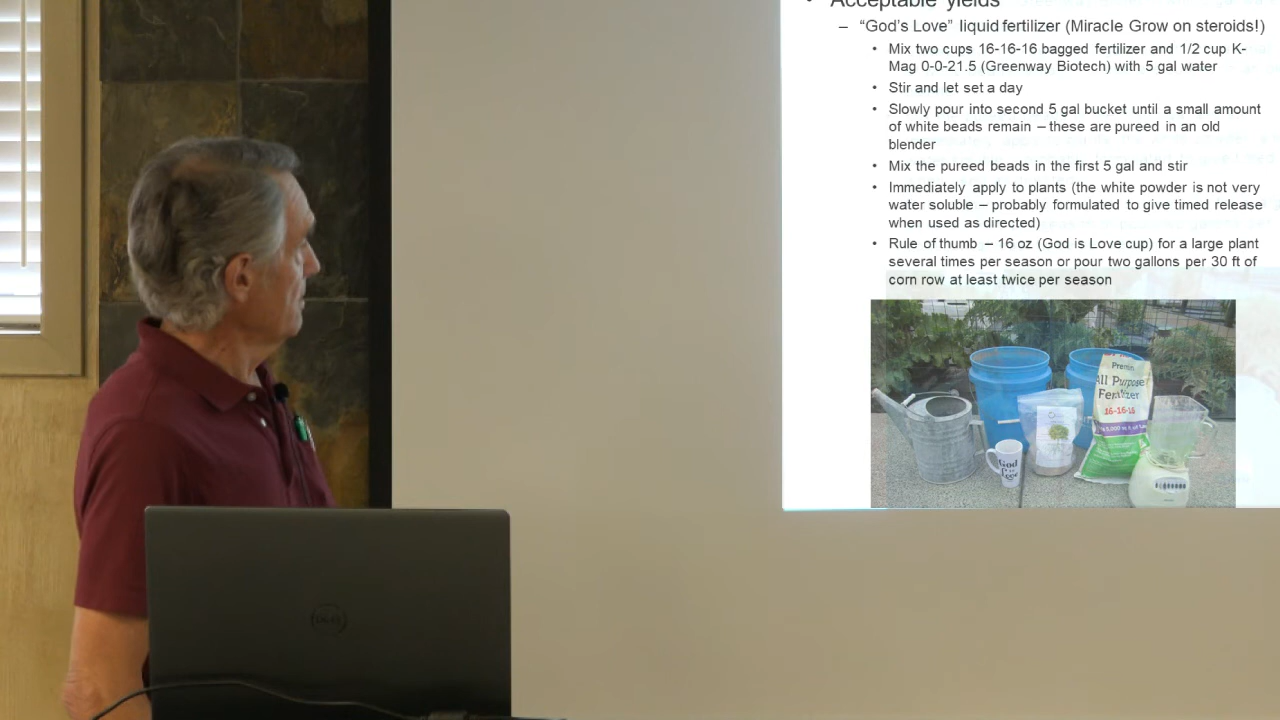 • Acceptable yields
– “God’s Love” liquid fertilizer (Miracle Grow on steroids!)
• Mix two cups 16-16-16 bagged fertilizer and 1/2 cup K-
Mag 0-0-21.5 (Greenway Biotech) with 5 gal water
• Stir and let set a day
• Slowly pour into second 5 gal bucket until a small amount
of white beads remain – these are pureed in an old
blender
• Mix the pureed beads in the first 5 gal and stir
• Immediately apply to plants (the white powder is not very
water soluble – probably formulated to give timed release
when used as directed)
• Rule of thumb – 16 oz (God is Love cup) for a large plant
several times per season or pour two gallons per 30 ft of
corn row at least twice per season
All Purpose
Fertilizer
16-16-16
God
is
Love
DELL